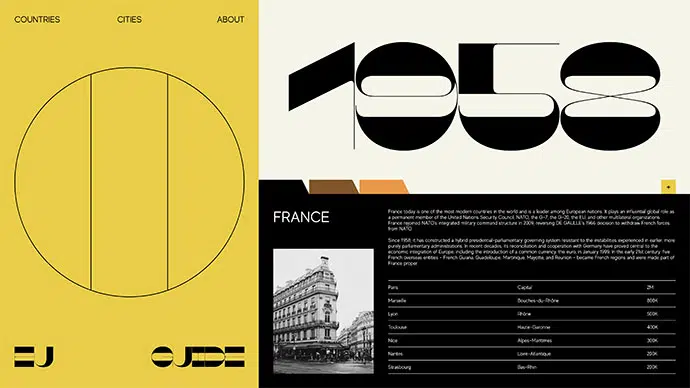 COUNTRIES CITIES ABOUT
1958
+
FRANCE
France today is one of the most modern countries in the world and is a leader among European nations. It plays an influential global role as
a permanent member of the United Nations Security Council, NATO, the G-7, the G-20, the EU, and other multilateral organizations.
France rejoined NATO's integrated military command structure in 2009, reversing DE GAULLE's 1966 decision to withdraw French forces
from NATO.
Since 1958, it has constructed a hybrid presidential-parliamentary governing system resistant to the instabilities experienced in earlier, more
purely parliamentary administrations. In recent decades, its reconciliation and cooperation with Germany have proved central to the
economic integration of Europe, including the introduction of a common currency, the euro, in January 1999. In the early 21st century, five
French overseas entities - French Guiana, Guadeloupe, Martinique, Mayotte, and Reunion - became French regions and were made part of
France proper.
Paris Capital 2M
Marseille Bouches-du-Rhône 800K
Lyon Rhône 500K
Toulouse Haute-Garonne 400K
Nice Alpes-Maritimes 300K
Nantes Loire-Atlantique 200K
Strasbourg Bas-Rhin 200K
EU GUIDE